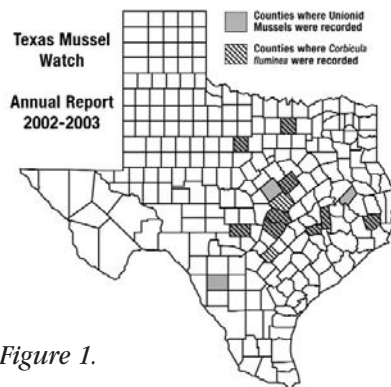 Texas Mussel
Watch
Annual Report
2002-2003
Counties where Unionid
Mussels were recorded
Counties where Corbicula
fluminea were recorded
Figure 1.